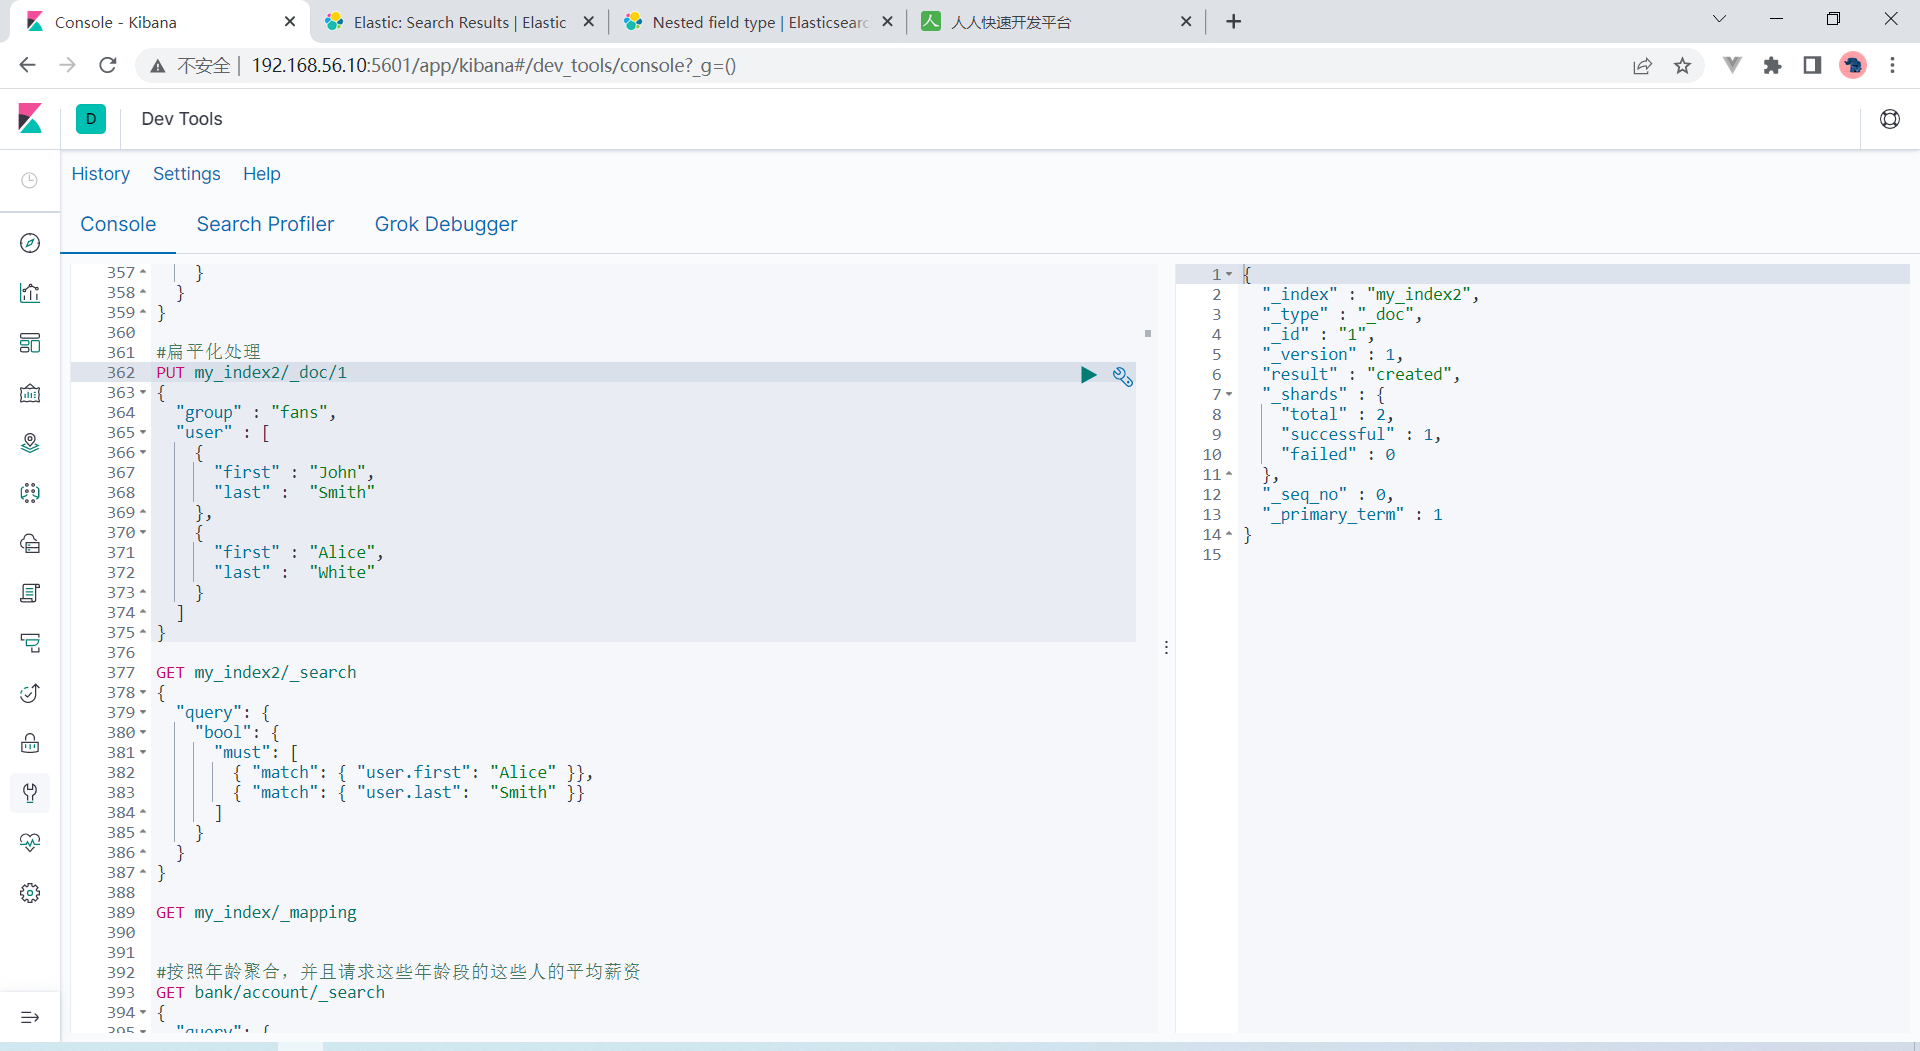 Console - Kibana
Elastic: Search Results | Elastic
Nested field type | Elasticsearc
人人快速开发平台
不安全 | 192.168.56.10:5601/app/kibana#/dev_tools/console?_g=()
D Dev Tools
History Settings Help
Console Search Profiler Grok Debugger
357 }
358 }
359 }
360
361 #扁平化处理
362 PUT my_index2/_doc/1
363 {
364 "group" : "fans",
365 "user" : [
366 {
367 "first" : "John",
368 "last" :  "Smith"
369 },
370 {
371 "first" : "Alice",
372 "last" :  "White"
373 }
374 ]
375 }
376
377 GET my_index2/_search
378 {
379 "query": {
380 "bool": {
381 "must": [
382 { "match": { "user.first": "Alice" }},
383 { "match": { "user.last":  "Smith" }}
384 ]
385 }
386 }
387 }
388
389 GET my_index/_mapping
390
391
392 #按照年龄聚合，并且请求这些年龄段的这些人的平均薪资
393 GET bank/account/_search
394 {
395 "query": {
1 {
2 "_index" : "my_index2",
3 "_type" : "_doc",
4 "_id" : "1",
5 "_version" : 1,
6 "result" : "created",
7 "_shards" : {
8 "total" : 2,
9 "successful" : 1,
10 "failed" : 0
11 },
12 "_seq_no" : 0,
13 "_primary_term" : 1
14 }
15